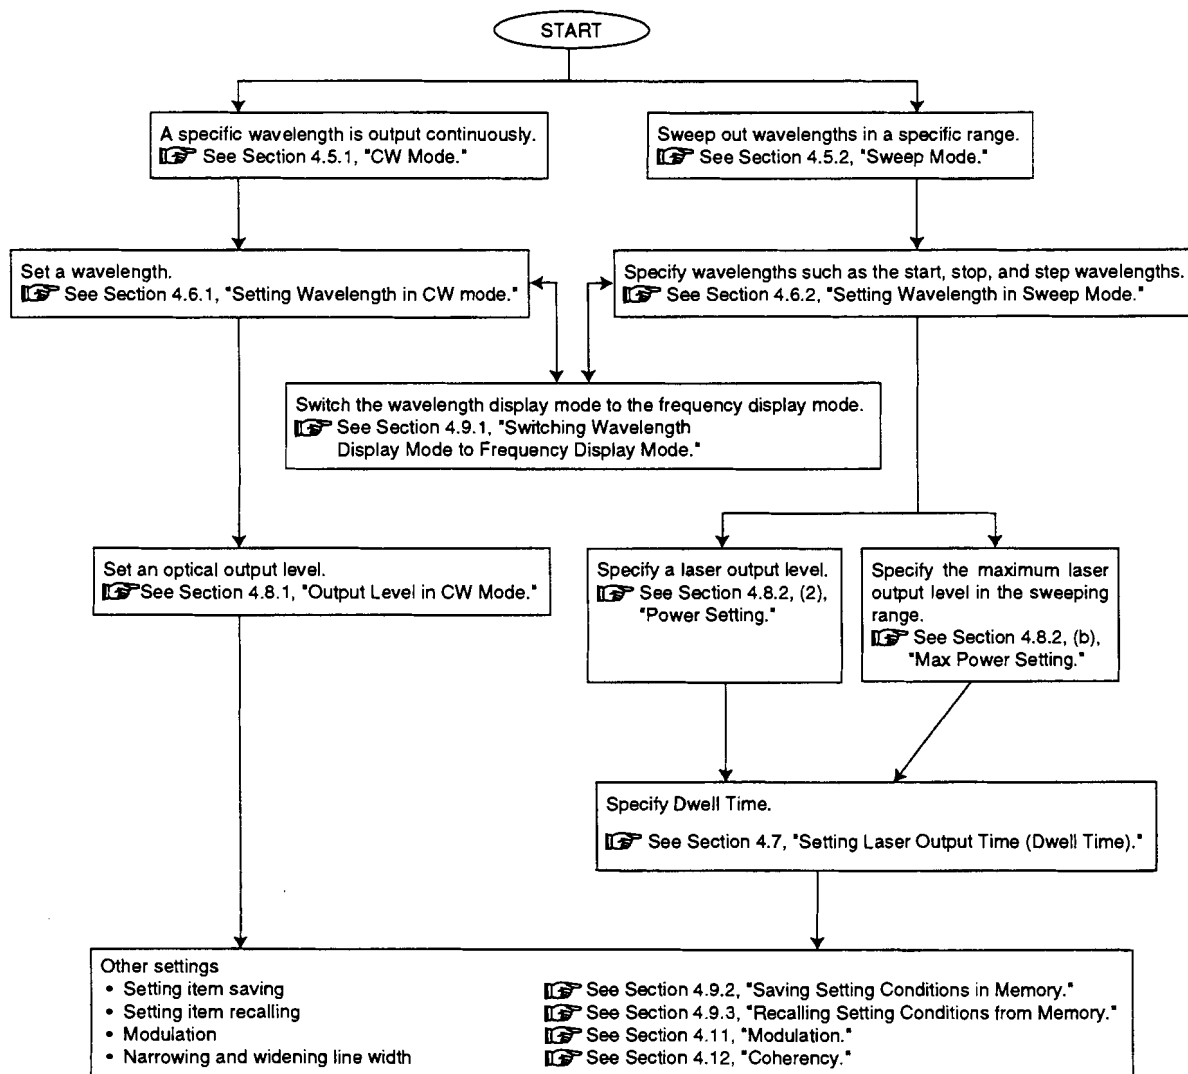 START
A specific wavelength is output continuously.
See Section 4.5.1, "CW Mode."
Sweep out wavelengths in a specific range.
See Section 4.5.2, "Sweep Mode."
Set a wavelength.
See Section 4.6.1, "Setting Wavelength in CW mode."
Specify wavelengths such as the start, stop, and step wavelengths.
See Section 4.6.2, "Setting Wavelength in Sweep Mode."
Switch the wavelength display mode to the frequency display mode.
See Section 4.9.1, "Switching Wavelength
Display Mode to Frequency Display Mode."
Set an optical output level.
See Section 4.8.1, "Output Level in CW Mode."
Specify a laser output level.
See Section 4.8.2, (2),
"Power Setting."
Specify the maximum laser
output level in the sweeping
range.
See Section 4.8.2, (b),
"Max Power Setting."
Specify Dwell Time.
See Section 4.7, "Setting Laser Output Time (Dwell Time)."
Other settings
• Setting item saving
See Section 4.9.2, "Saving Setting Conditions in Memory."
• Setting item recalling
See Section 4.9.3, "Recalling Setting Conditions from Memory."
• Modulation
See Section 4.11, "Modulation."
• Narrowing and widening line width
See Section 4.12, "Coherency."